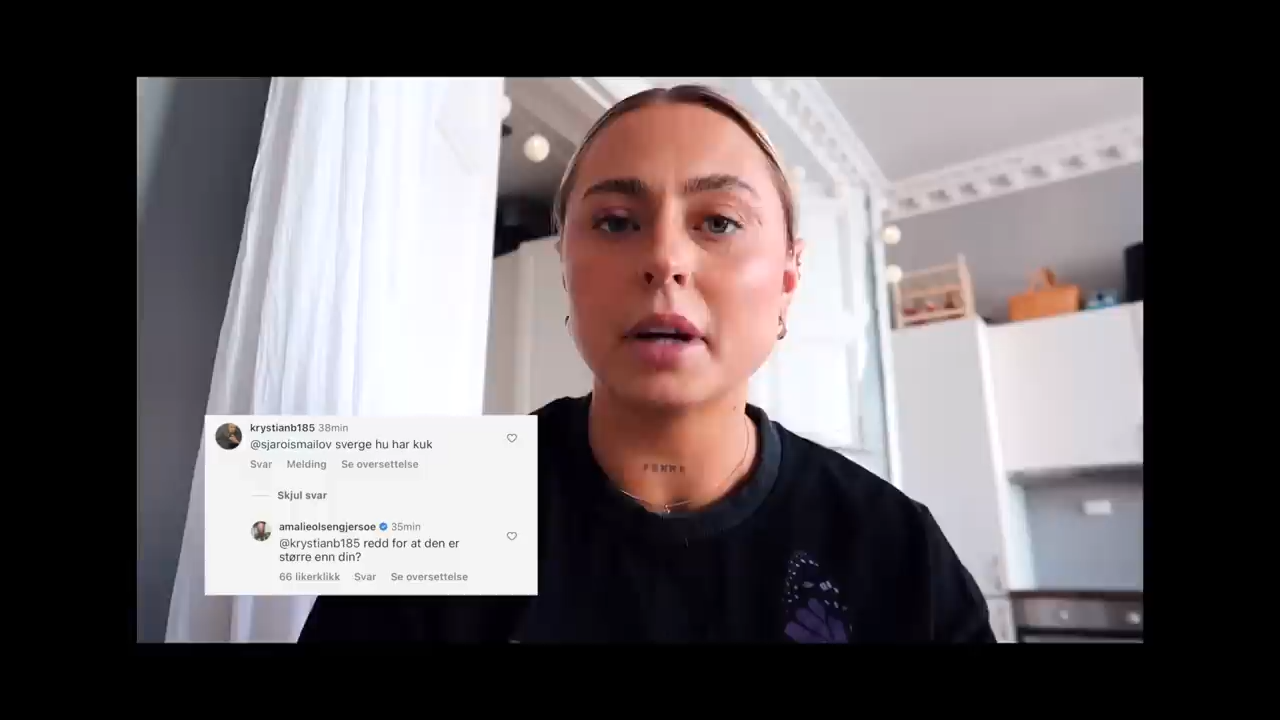 FEMME
krystianb185 38min
@sjaroismailov sverge hu har kuk
Svar Melding Se oversettelse
Skjul svar
amalieolsengjersoe 35min
@krystianb185 redd for at den er
større enn din?
66 likerklikk Svar Se oversettelse